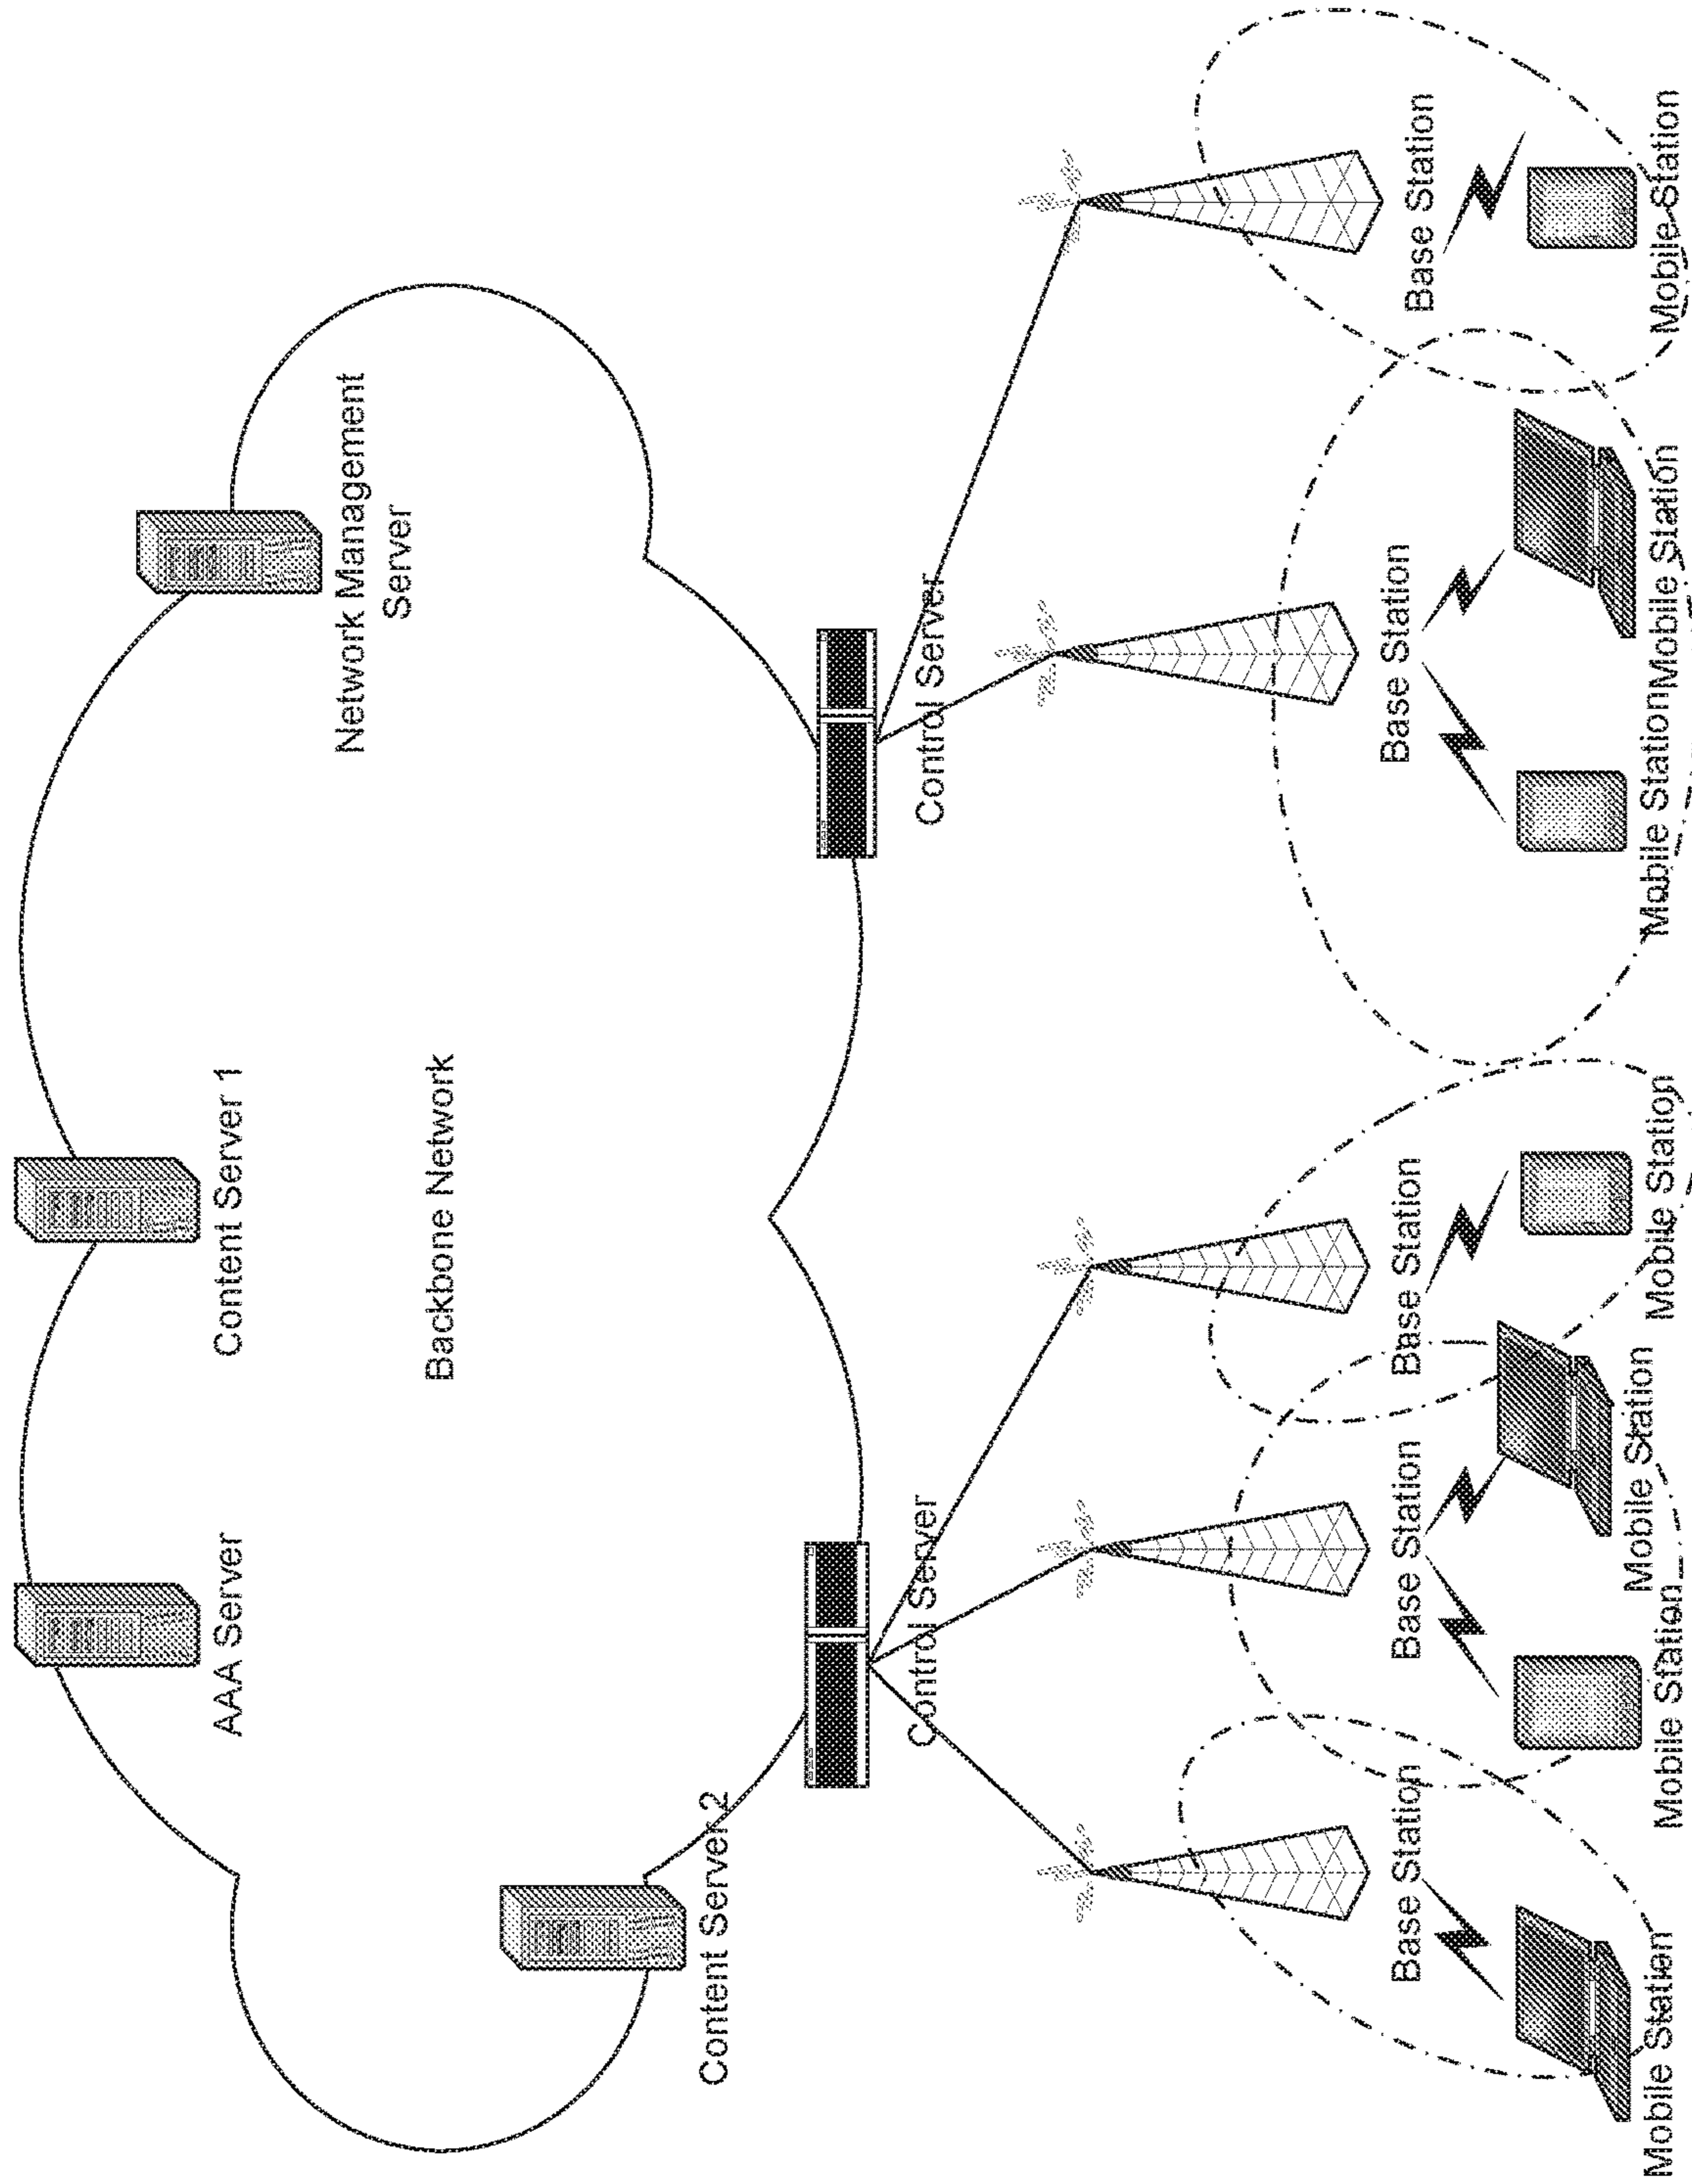 AAA Server
Content Server 1
Network Management
Server
Backbone Network
Content Server 2
Control Server
Control Server
Base Station
Base Station
Base Station
Base Station
Base Station
Mobile Station
Mobile Station
Mobile Station
Mobile Station
Mobile Station
Mobile Station
Mobile Station